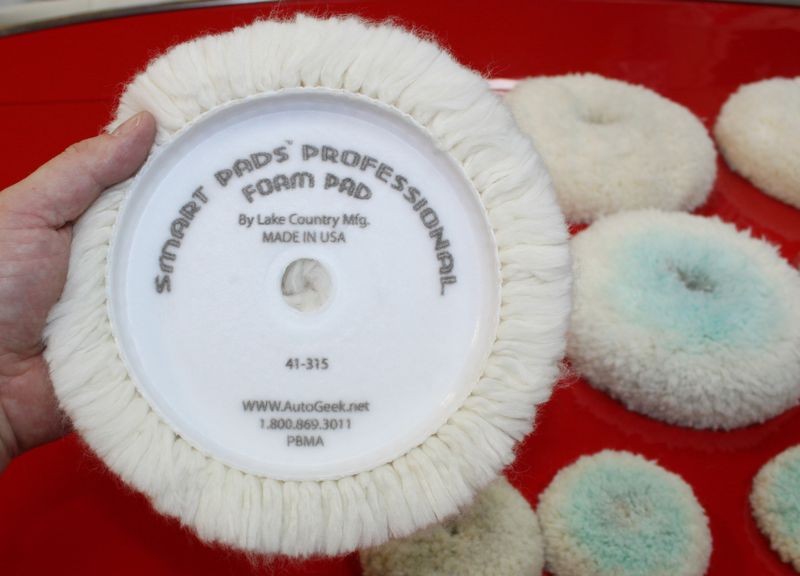 SMART PADS™ PROFESSIONAL
FOAM PAD
By Lake Country Mfg.
MADE IN USA
41-315
WWW.AutoGeek.net
1.800.869.3011
PBMA